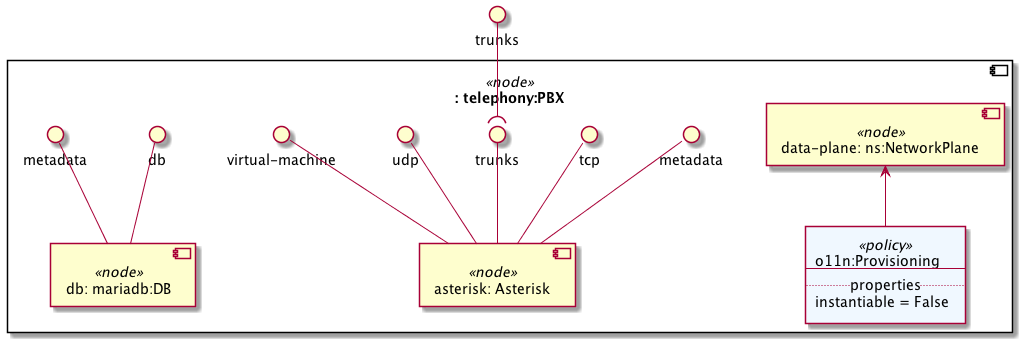 trunks
«node»
: telephony:PBX
metadata
db
virtual-machine
udp
trunks
tcp
metadata
«node»
data-plane: ns:NetworkPlane
«node»
db: mariadb:DB
«node»
asterisk: Asterisk
«policy»
o11n:Provisioning
properties
instantiable = False